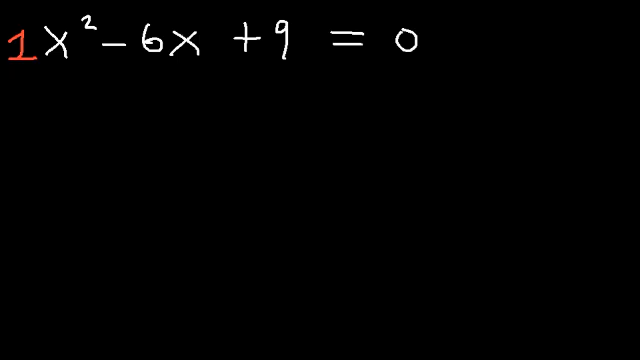 1x² - 6x + 9 = 0